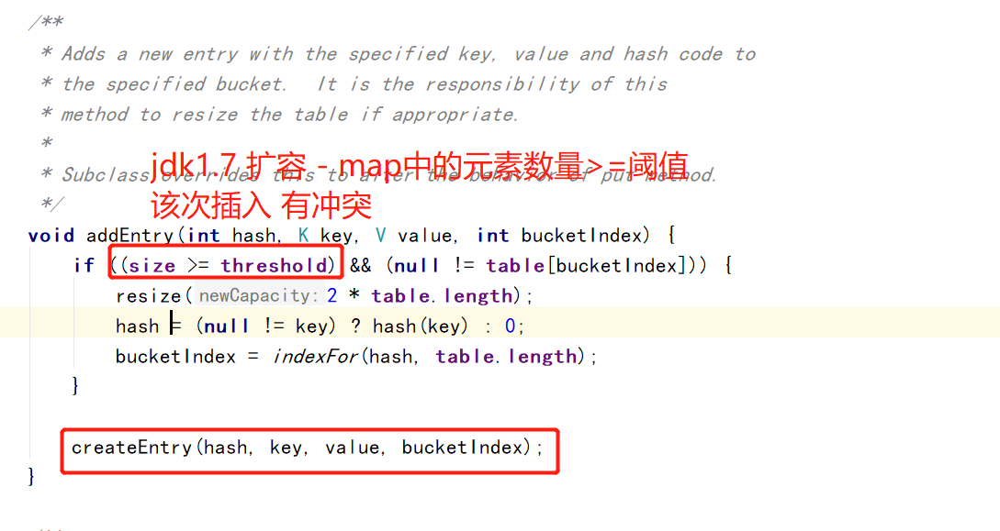 /**
* Adds a new entry with the specified key, value and hash code to
* the specified bucket.  It is the responsibility of this
* method to resize the table if appropriate.
*
jdk1.7 扩容 - map中的元素数量>=阈值
* Subclass overrides this to alter the behavior of put method.
该次插入 有冲突
*/
void addEntry(int hash, K key, V value, int bucketIndex) {
if ((size >= threshold) && (null != table[bucketIndex])) {
resize( newCapacity: 2 * table.length);
hash = (null != key) ? hash(key) : 0;
bucketIndex = indexFor(hash, table.length);
}
createEntry(hash, key, value, bucketIndex);
}